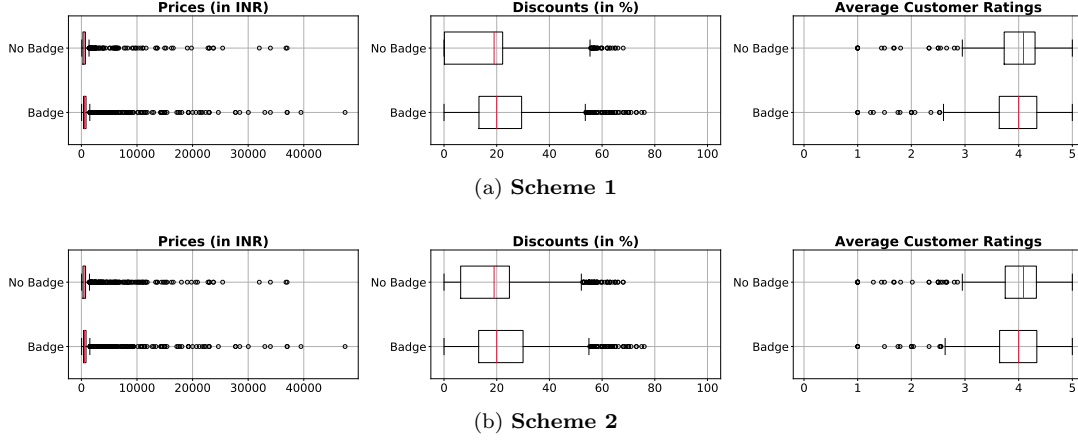 Prices (in INR)
No Badge
Badge
0 10000 20000 30000 40000
Discounts (in %)
No Badge
Badge
0 20 40 60 80 100
Average Customer Ratings
No Badge
Badge
0 1 2 3 4 5
(a) Scheme 1
Prices (in INR)
No Badge
Badge
0 10000 20000 30000 40000
Discounts (in %)
No Badge
Badge
0 20 40 60 80 100
Average Customer Ratings
No Badge
Badge
0 1 2 3 4 5
(b) Scheme 2